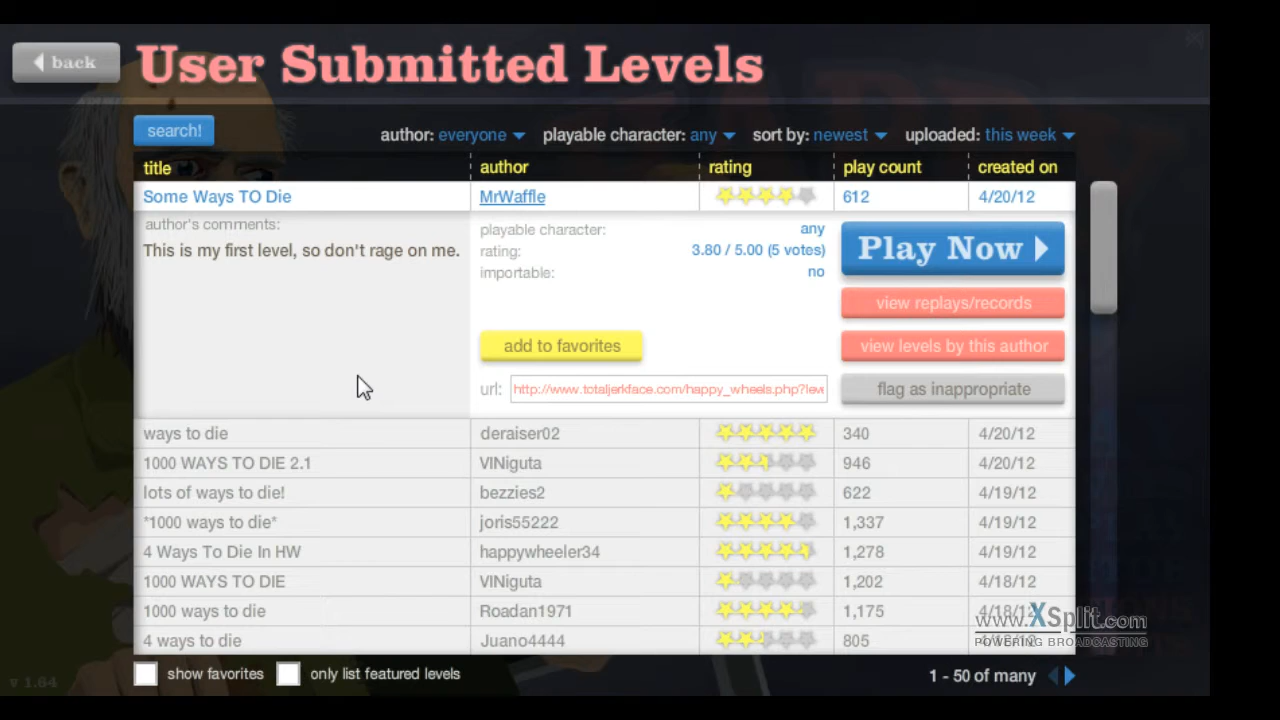 back
User Submitted Levels
search!
author: everyone playable character: any sort by: newest uploaded: this week
title author rating play count created on
Some Ways TO Die MrWaffle 612 4/20/12
author's comments:
This is my first level, so don't rage on me.
playable character: any
rating: 3.80 / 5.00 (5 votes)
importable: no
add to favorites
url: http://www.totaljerkface.com/happy_wheels.php?leve
Play Now
view replays/records
view levels by this author
flag as inappropriate
ways to die deraiser02 340 4/20/12
1000 WAYS TO DIE 2.1 VINiguta 946 4/20/12
lots of ways to die! bezzies2 622 4/19/12
*1000 ways to die* joris55222 1,337 4/19/12
4 Ways To Die In HW happywheeler34 1,278 4/19/12
1000 WAYS TO DIE VINiguta 1,202 4/18/12
1000 ways to die Roadan1971 1,175 4/18/12
4 ways to die Juano4444 805
www.XSplit.com
POWERING BROADCASTING
show favorites only list featured levels
1 - 50 of many
v 1.64